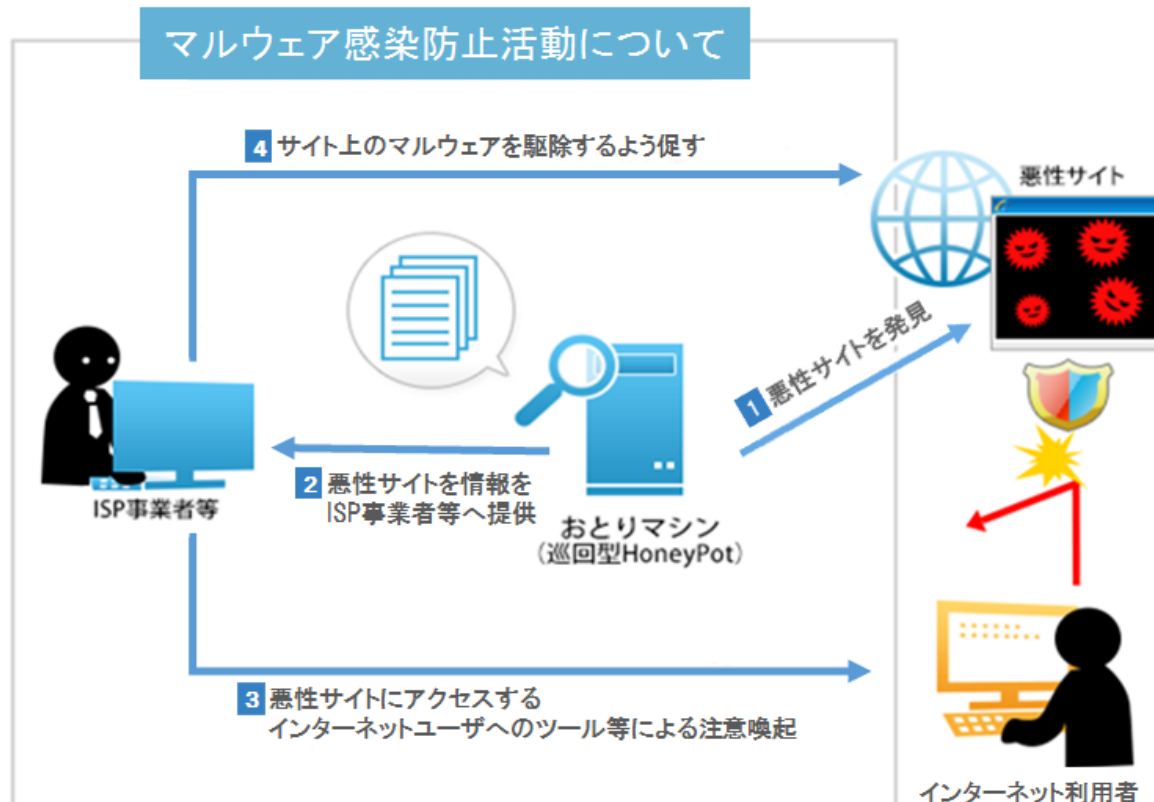 マルウェア感染防止活動について
4 サイト上のマルウェアを駆除するよう促す
悪性サイト
1 悪性サイトを発見
2 悪性サイトを情報を
ISP事業者等へ提供
ISP事業者等
おとりマシン
(巡回型HoneyPot)
3 悪性サイトにアクセスする
インターネットユーザへのツール等による注意喚起
インターネット利用者